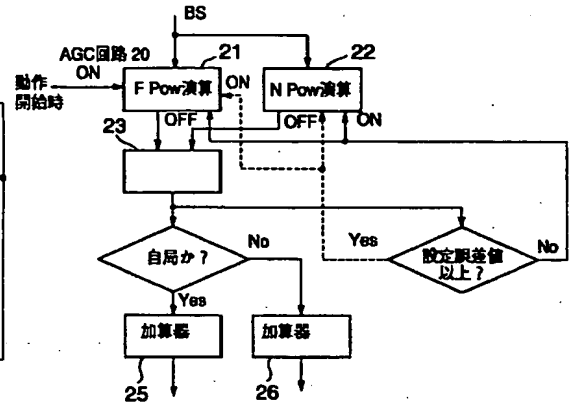 BS
AGC回路 20
21
22
動作
開始時
ON
F Pow演算
ON
N Pow演算
OFF
OFF
ON
23
自局か？
No
Yes
設定誤差値
以上？
No
Yes
加算器
加算器
25
26